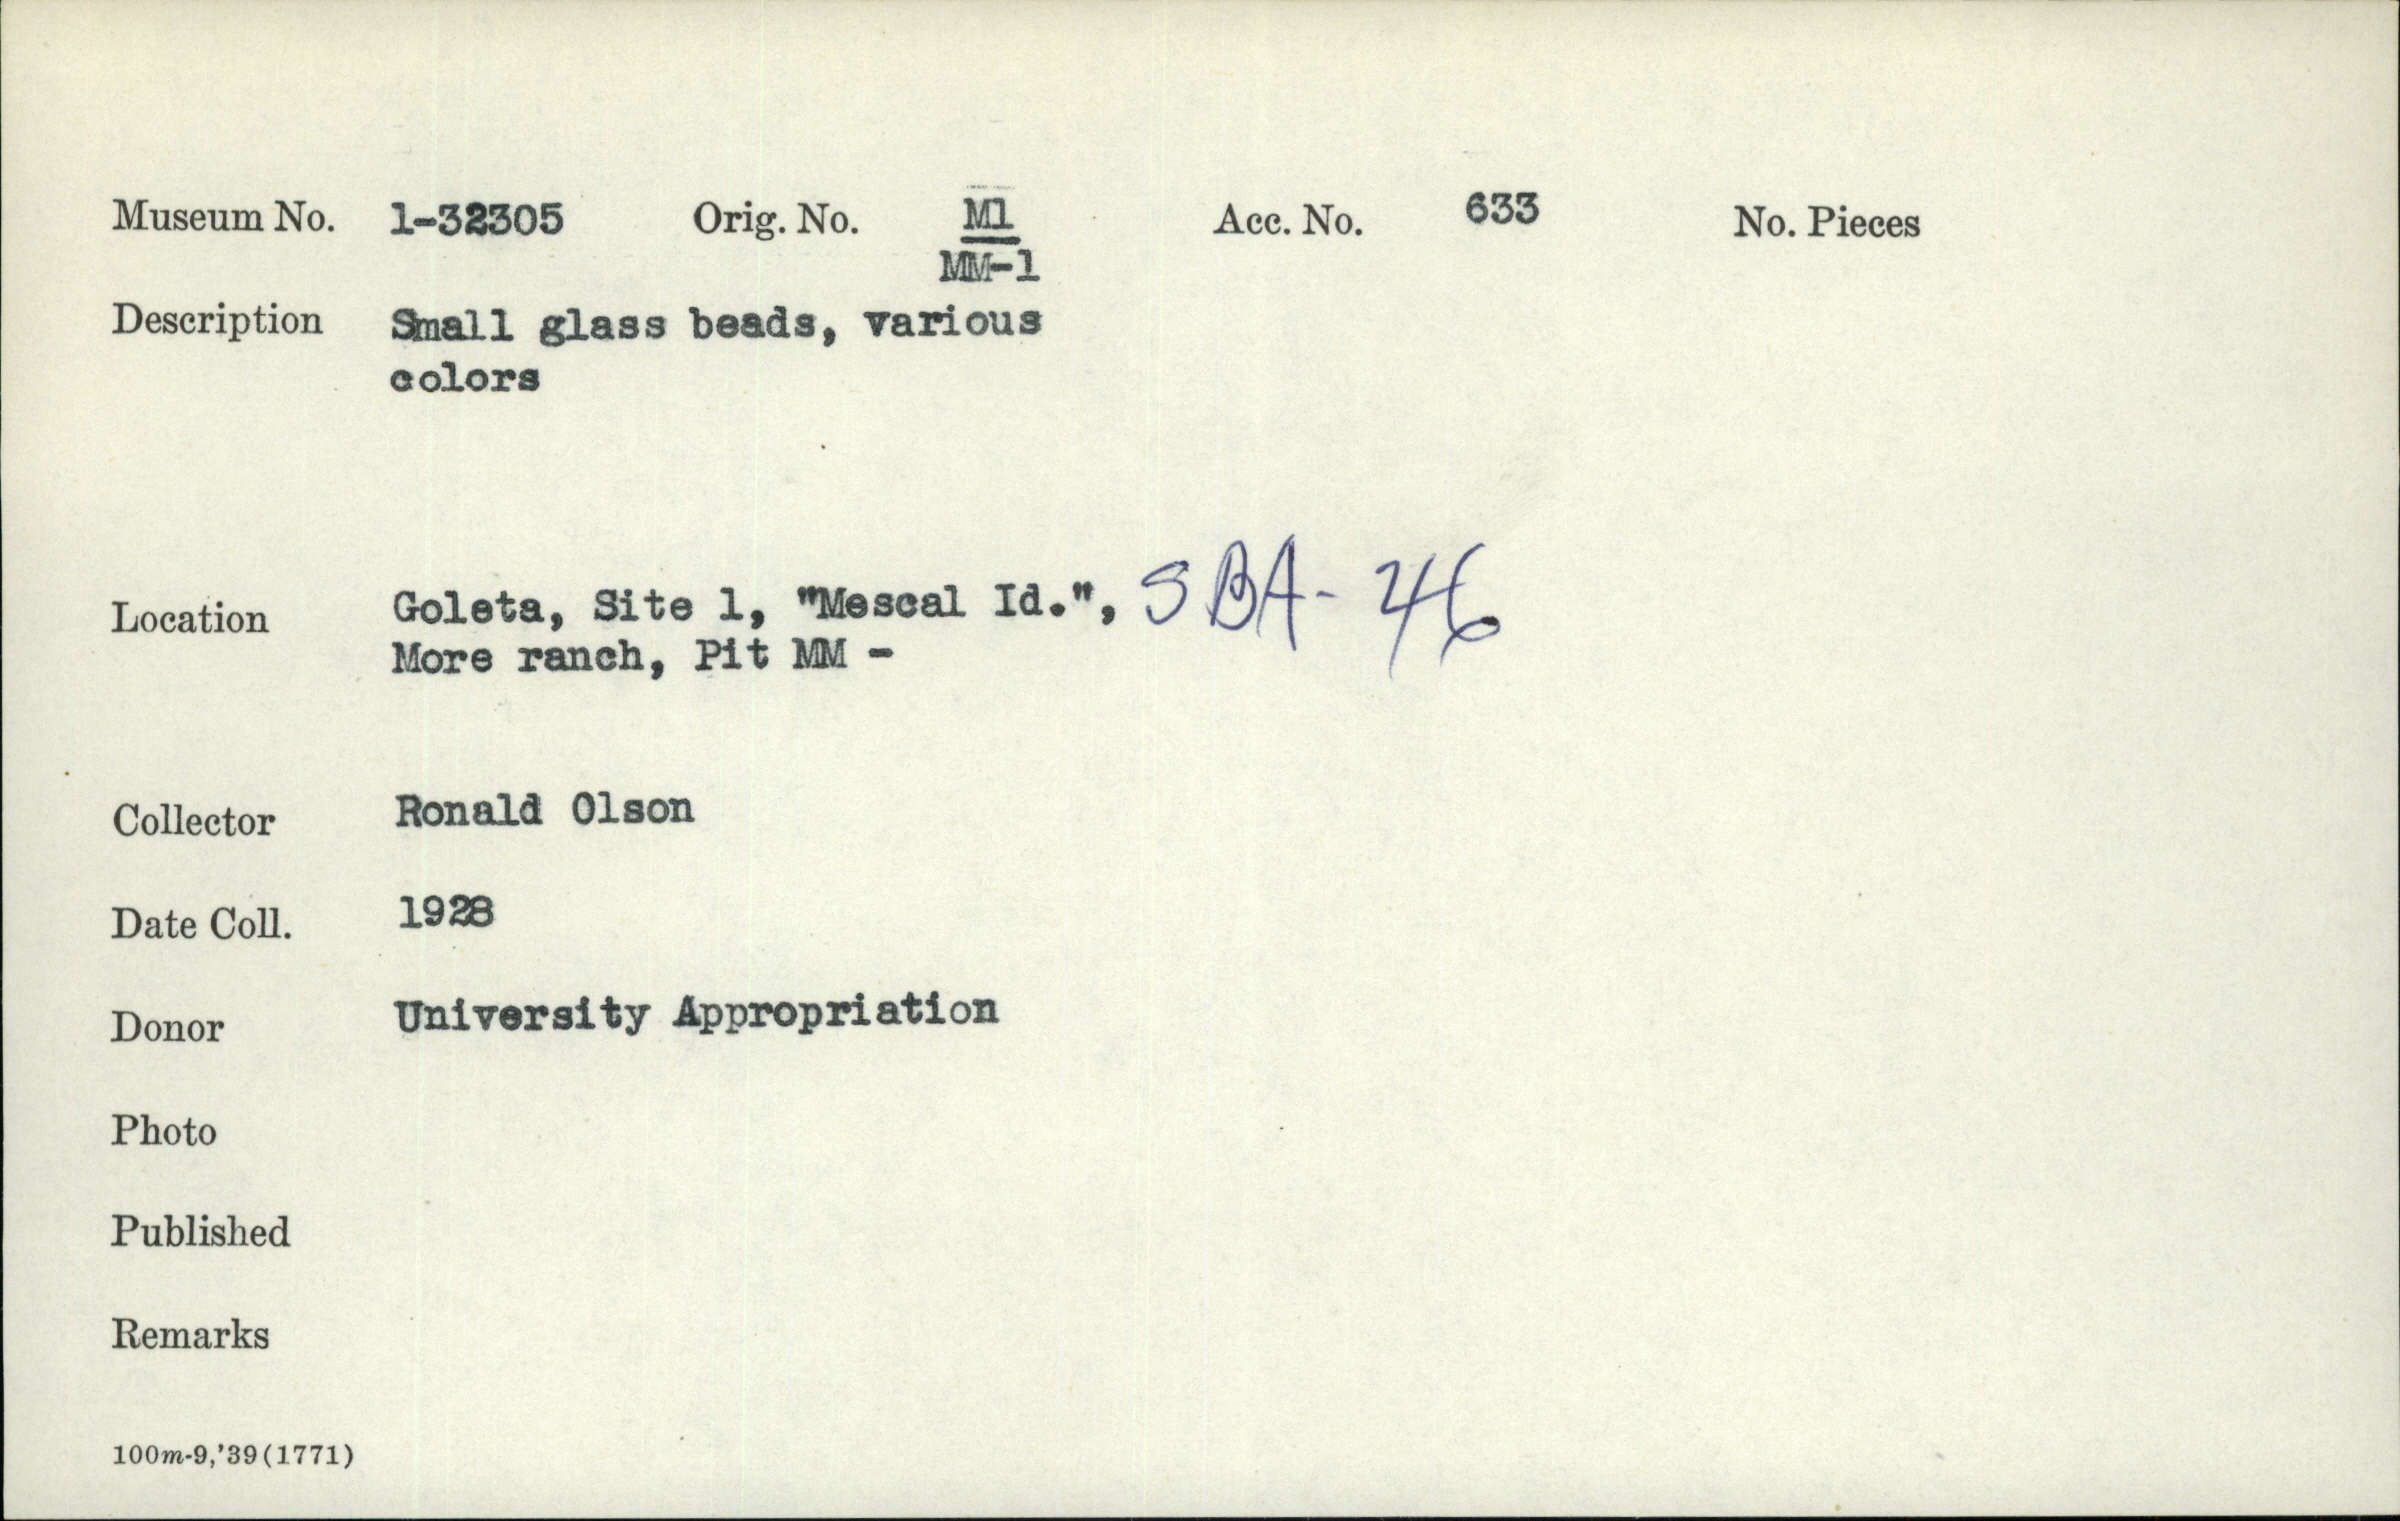 Museum No. 1-32305 Orig. No. M1 Acc. No. 633 No. Pieces
MM-1
Description Small glass beads, various
colors
Location Goleta, Site 1, "Mescal Id.", SBA-46
More ranch, Pit MM -
Collector Ronald Olson
Date Coll. 1928
Donor University Appropriation
Photo
Published
Remarks
100m-9,'39(1771)